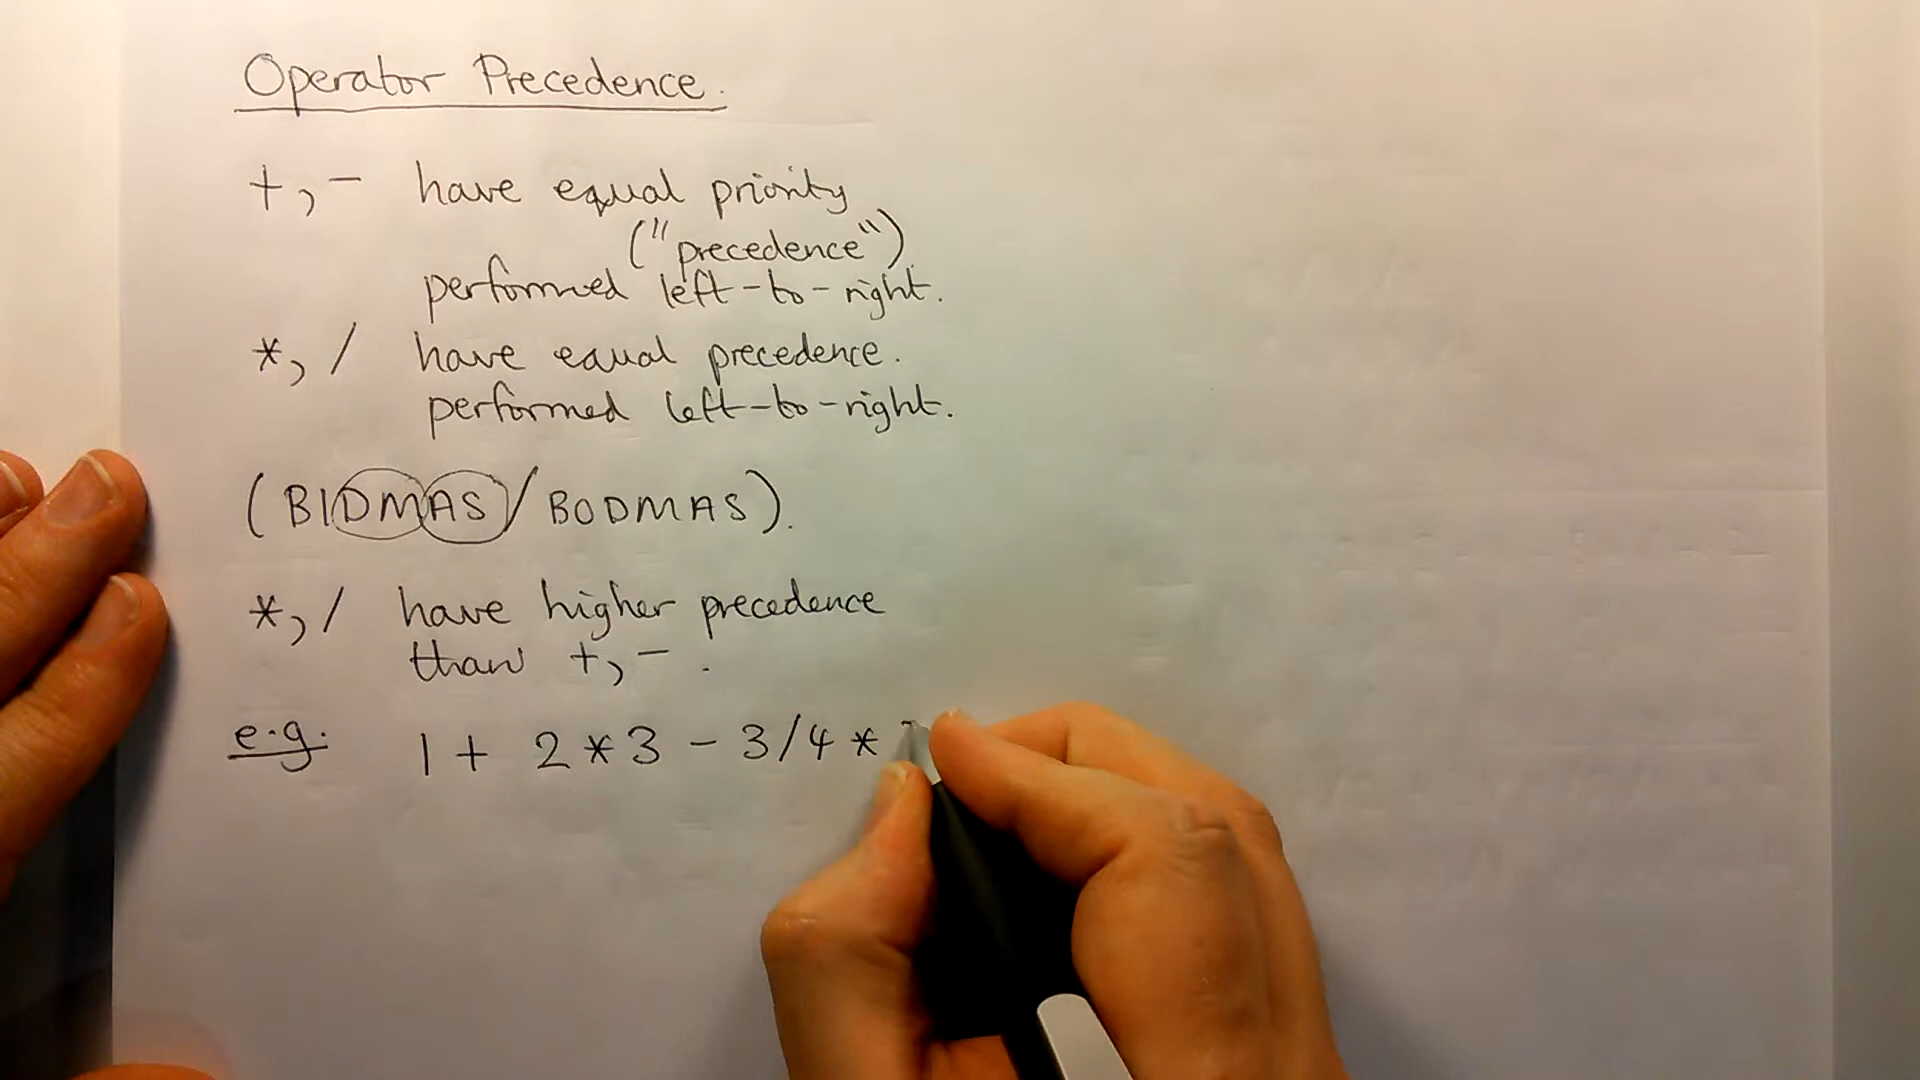 Operator Precedence.
+, - have equal priority
("precedence")
performed left-to-right.
*, / have equal precedence.
performed left-to-right.
(BIDMAS/BODMAS).
*, / have higher precedence
than +, - .
e.g. 1 + 2 * 3 - 3/4 *